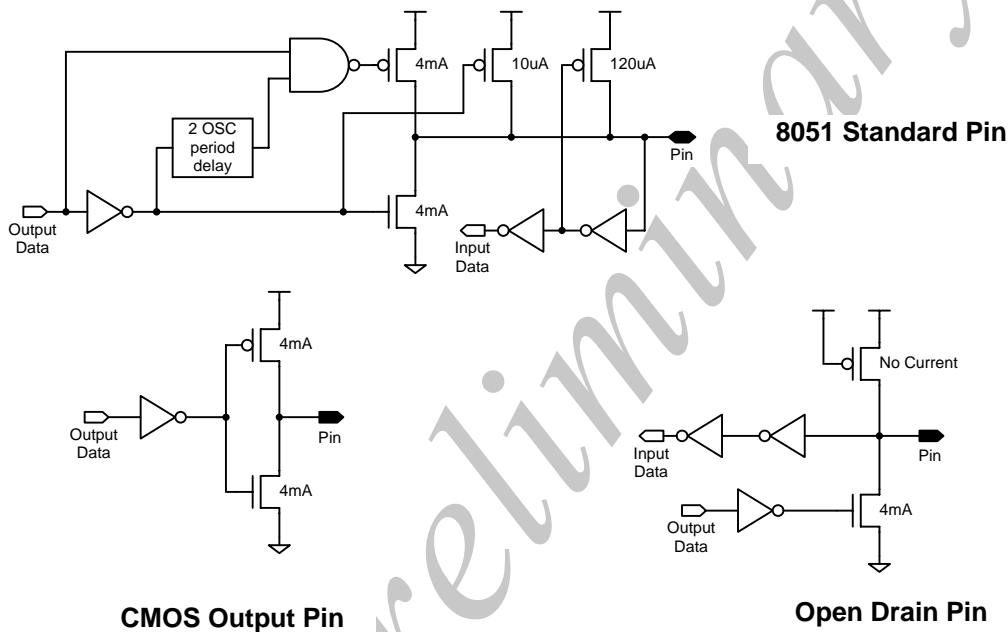 4mA
10uA
120uA
8051 Standard Pin
2 OSC
period
delay
Pin
Output
Data
4mA
Input
Data
4mA
Output
Data
Pin
4mA
CMOS Output Pin
No Current
Input
Data
Pin
Output
Data
4mA
Open Drain Pin
reliminary